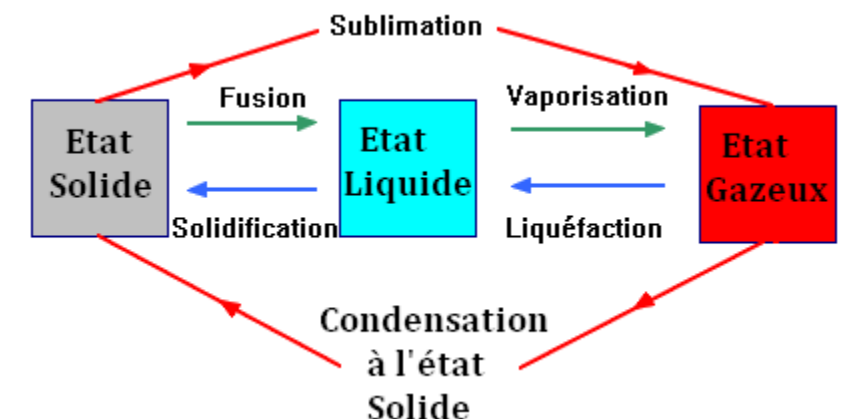 Sublimation
Fusion
Vaporisation
Etat
Solide
Etat
Liquide
Etat
Gazeux
Solidification
Liquéfaction
Condensation
à l'état
Solide